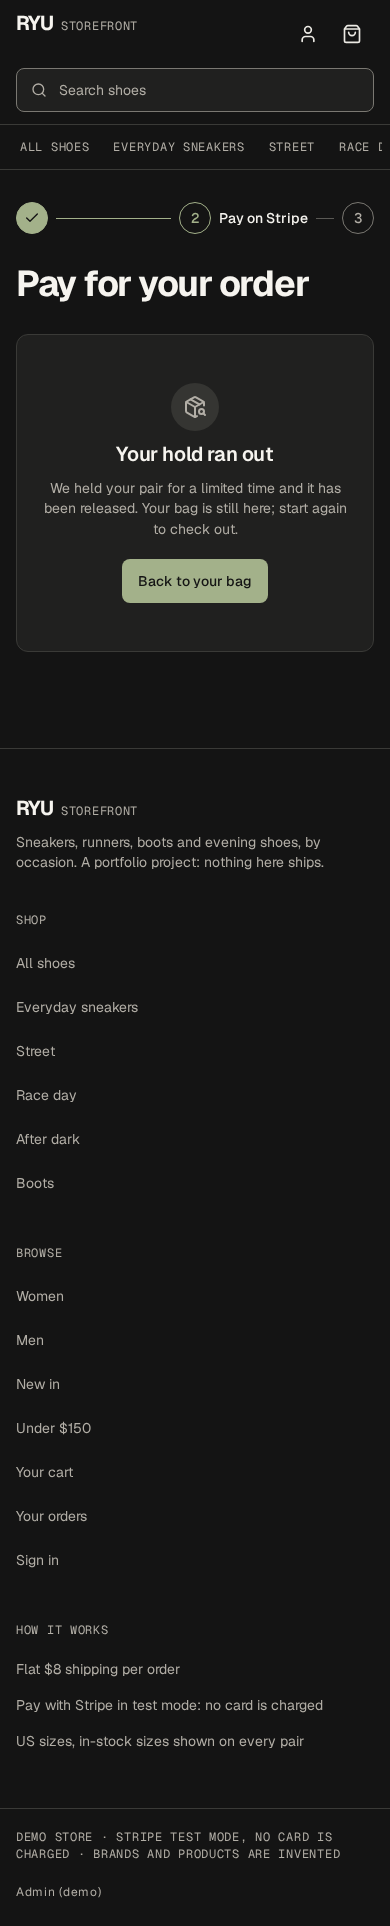 RYU STOREFRONT
Search shoes
ALL SHOES EVERYDAY SNEAKERS STREET RACE D
2 Pay on Stripe 3
Pay for your order
Your hold ran out
We held your pair for a limited time and it has
been released. Your bag is still here; start again
to check out.
Back to your bag
RYU STOREFRONT
Sneakers, runners, boots and evening shoes, by
occasion. A portfolio project: nothing here ships.
SHOP
All shoes
Everyday sneakers
Street
Race day
After dark
Boots
BROWSE
Women
Men
New in
Under $150
Your cart
Your orders
Sign in
HOW IT WORKS
Flat $8 shipping per order
Pay with Stripe in test mode: no card is charged
US sizes, in-stock sizes shown on every pair
DEMO STORE · STRIPE TEST MODE, NO CARD IS
CHARGED · BRANDS AND PRODUCTS ARE INVENTED
Admin (demo)